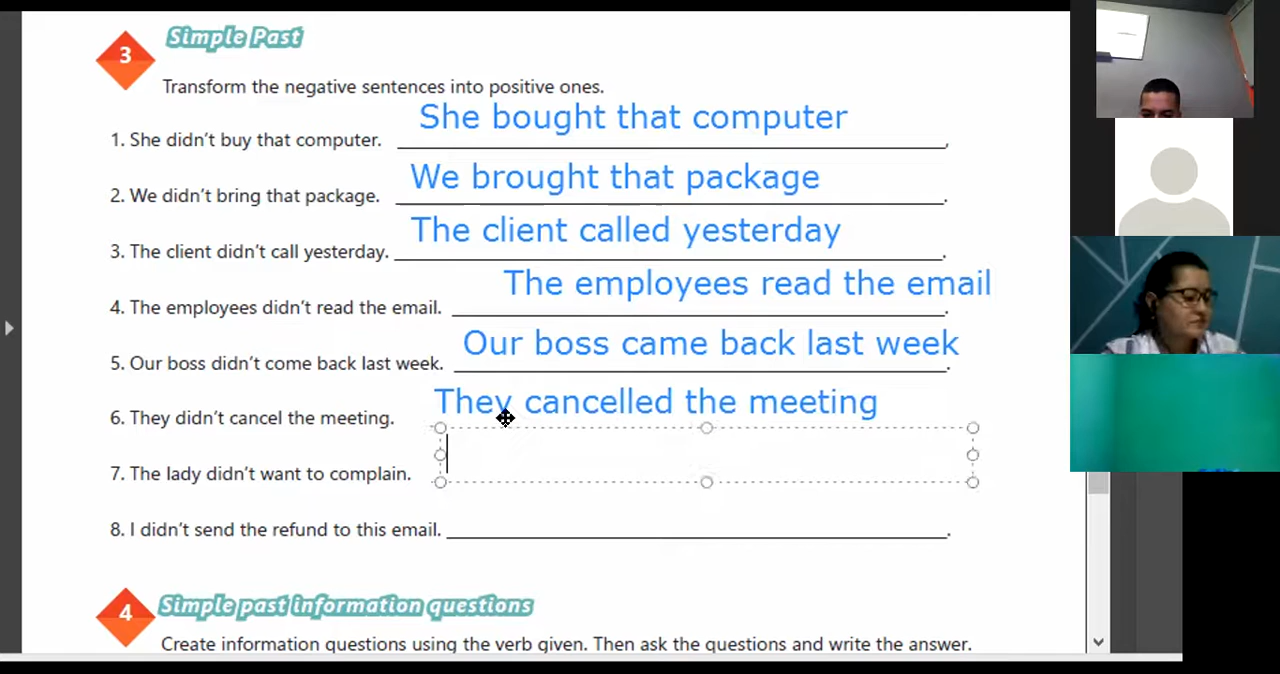 3 Simple Past
Transform the negative sentences into positive ones.
1. She didn't buy that computer. She bought that computer
2. We didn't bring that package. We brought that package
3. The client didn't call yesterday. The client called yesterday
4. The employees didn't read the email. The employees read the email
5. Our boss didn't come back last week. Our boss came back last week
6. They didn't cancel the meeting. They cancelled the meeting
7. The lady didn't want to complain.
8. I didn't send the refund to this email.
4 Simple past information questions
Create information questions using the verb given. Then ask the questions and write the answer.